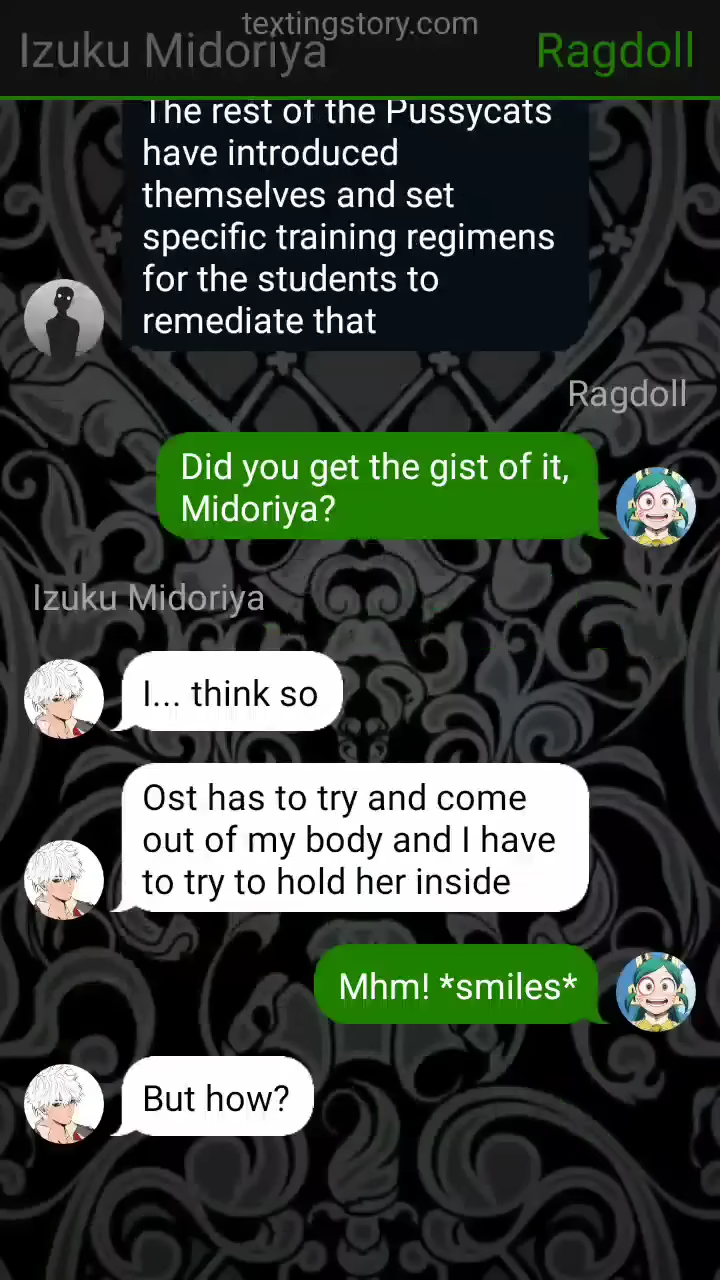 textingstory.com
Izuku Midoriya
Ragdoll
The rest of the Pussycats
have introduced
themselves and set
specific training regimens
for the students to
remediate that
Ragdoll
Did you get the gist of it,
Midoriya?
Izuku Midoriya
I... think so
Ost has to try and come
out of my body and I have
to try to hold her inside
Mhm! *smiles*
But how?